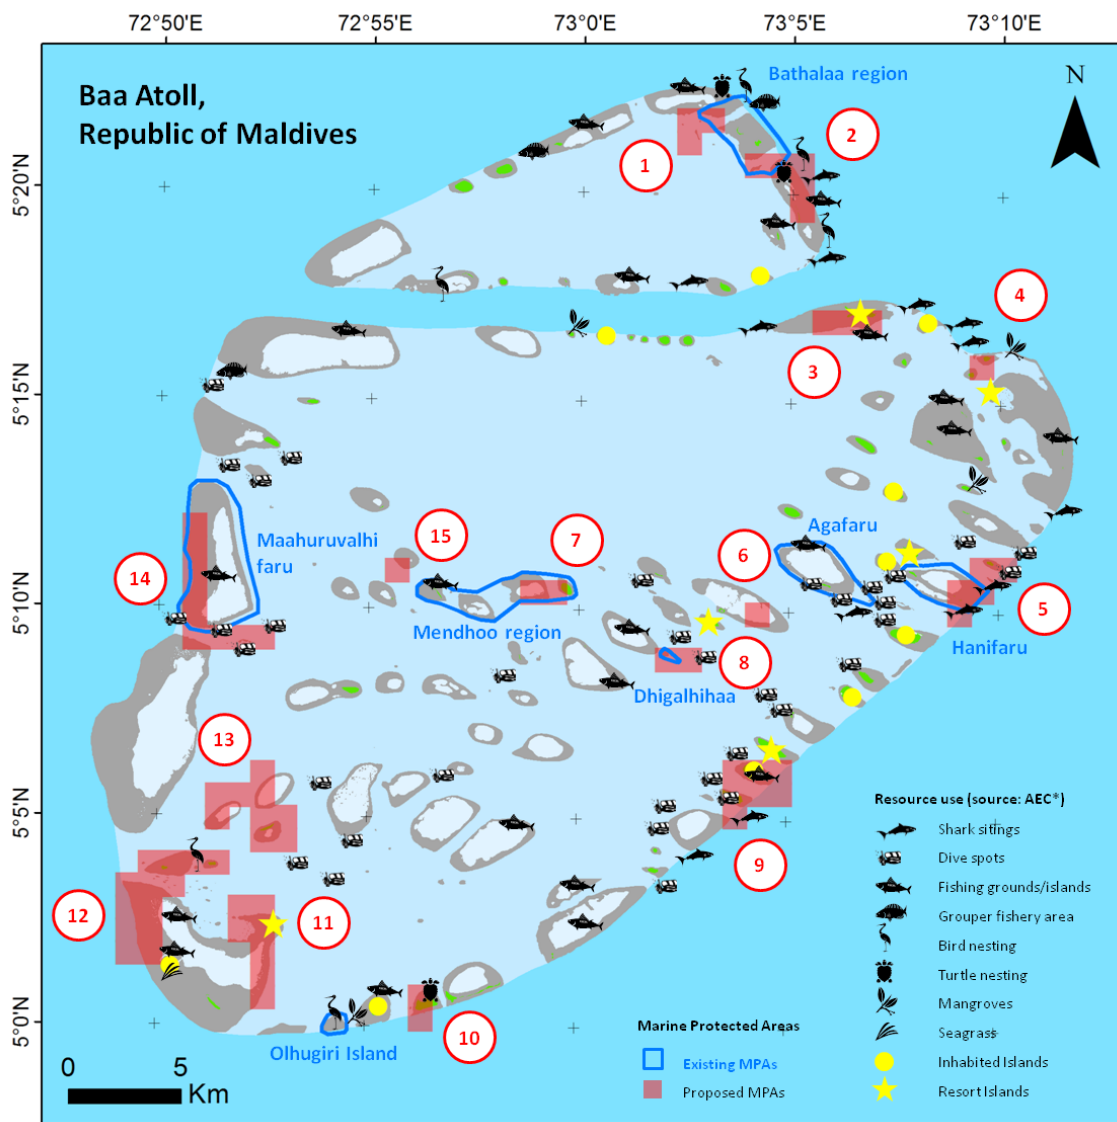 72°50'E 72°55'E 73°0'E 73°5'E 73°10'E
Baa Atoll,
Republic of Maldives
Bathalaa region
N
1
2
5°20'N
4
3
5°15'N
Maahuruvalhi
faru
15
7
6
Agafaru
14
5°10'N
Mendhoo region
5
Hanifaru
8
Dhigalhihaa
13
5°5'N
9
12
11
5°0'N
10
Olhugiri Island
0 5
Km
Resource use (source: AEC*)
Shark sitings
Dive spots
Fishing grounds/islands
Grouper fishery area
Bird nesting
Turtle nesting
Mangroves
Seagrass
Inhabited Islands
Resort Islands
Marine Protected Areas
Existing MPAs
Proposed MPAs